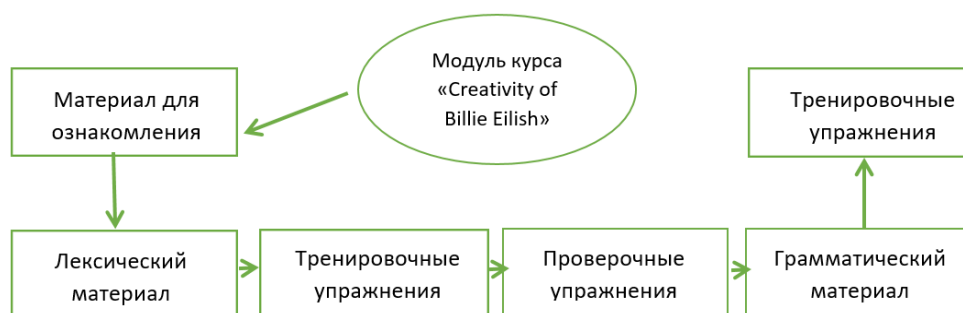 Модуль курса
«Creativity of
Billie Eilish»
Материал для
ознакомления
Тренировочные
упражнения
Лексический
материал
Тренировочные
упражнения
Проверочные
упражнения
Грамматический
материал